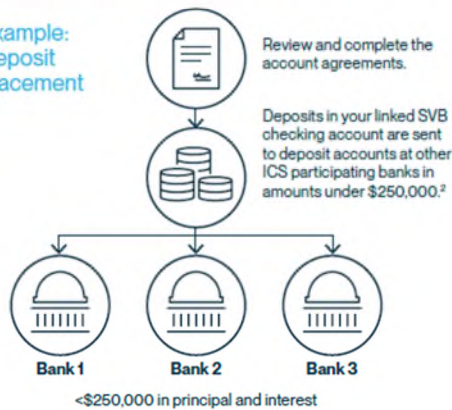 xample:
eposit
acement
Review and complete the
account agreements.
Deposits in your linked SVB
checking account are sent
to deposit accounts at other
ICS participating banks in
amounts under $250,000.²
Bank 1
Bank 2
Bank 3
<$250,000 in principal and interest